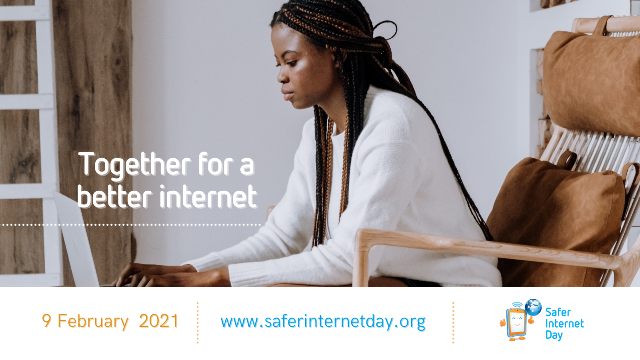 Together for a
better internet
9 February 2021
www.saferinternetday.org
Safer
Internet
Day